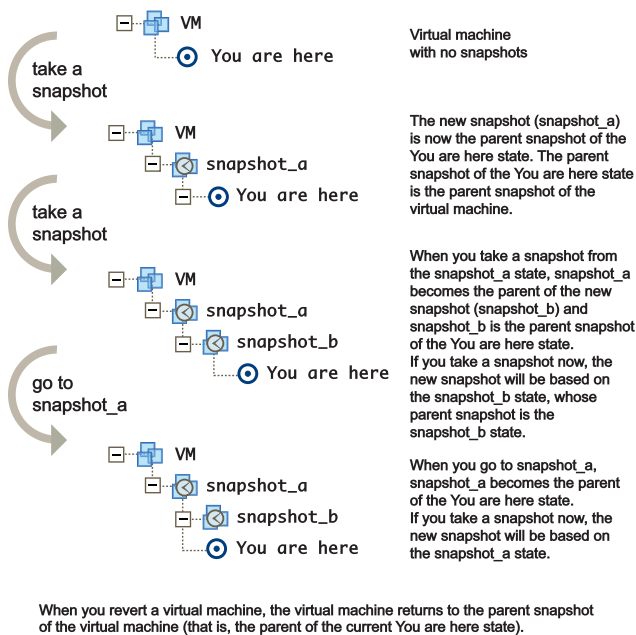 VM
You are here
Virtual machine
with no snapshots
take a
snapshot
VM
snapshot_a
You are here
The new snapshot (snapshot_a)
is now the parent snapshot of the
You are here state. The parent
snapshot of the You are here state
is the parent snapshot of the
virtual machine.
take a
snapshot
VM
snapshot_a
snapshot_b
You are here
When you take a snapshot from
the snapshot_a state, snapshot_a
becomes the parent of the new
snapshot (snapshot_b) and
snapshot_b is the parent snapshot
of the You are here state.
If you take a snapshot now, the
new snapshot will be based on
the snapshot_b state, whose
parent snapshot is the
snapshot_b state.
go to
snapshot_a
VM
snapshot_a
snapshot_b
You are here
When you go to snapshot_a,
snapshot_a becomes the parent
of the You are here state.
If you take a snapshot now, the
new snapshot will be based on
the snapshot_a state.
When you revert a virtual machine, the virtual machine returns to the parent snapshot
of the virtual machine (that is, the parent of the current You are here state).